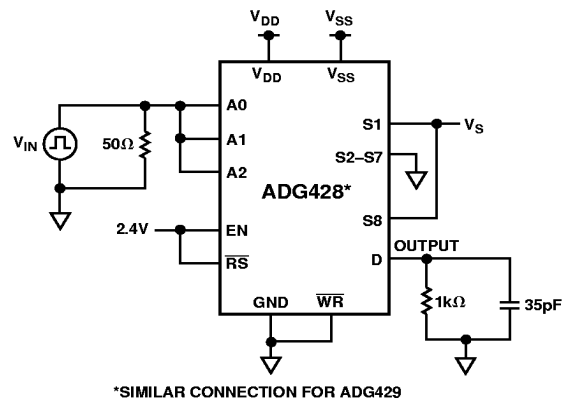 VDD
VSS
VDD
VSS
A0
S1
VS
VIN
50Ω
A1
S2–S7
A2
ADG428*
S8
2.4V
EN
OUTPUT
D
RS
1kΩ
35pF
GND
WR
*SIMILAR CONNECTION FOR ADG429